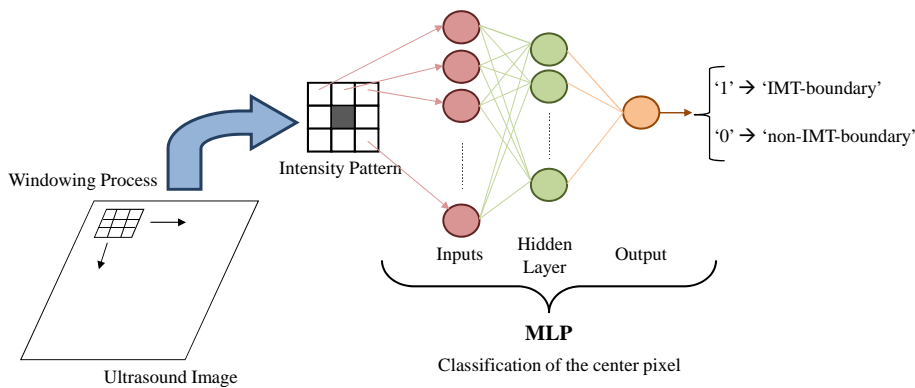 ‘1’ → ‘IMT-boundary’
‘0’ → ‘non-IMT-boundary’
Intensity Pattern
Windowing Process
Inputs
Hidden
Layer
Output
MLP
Classification of the center pixel
Ultrasound Image